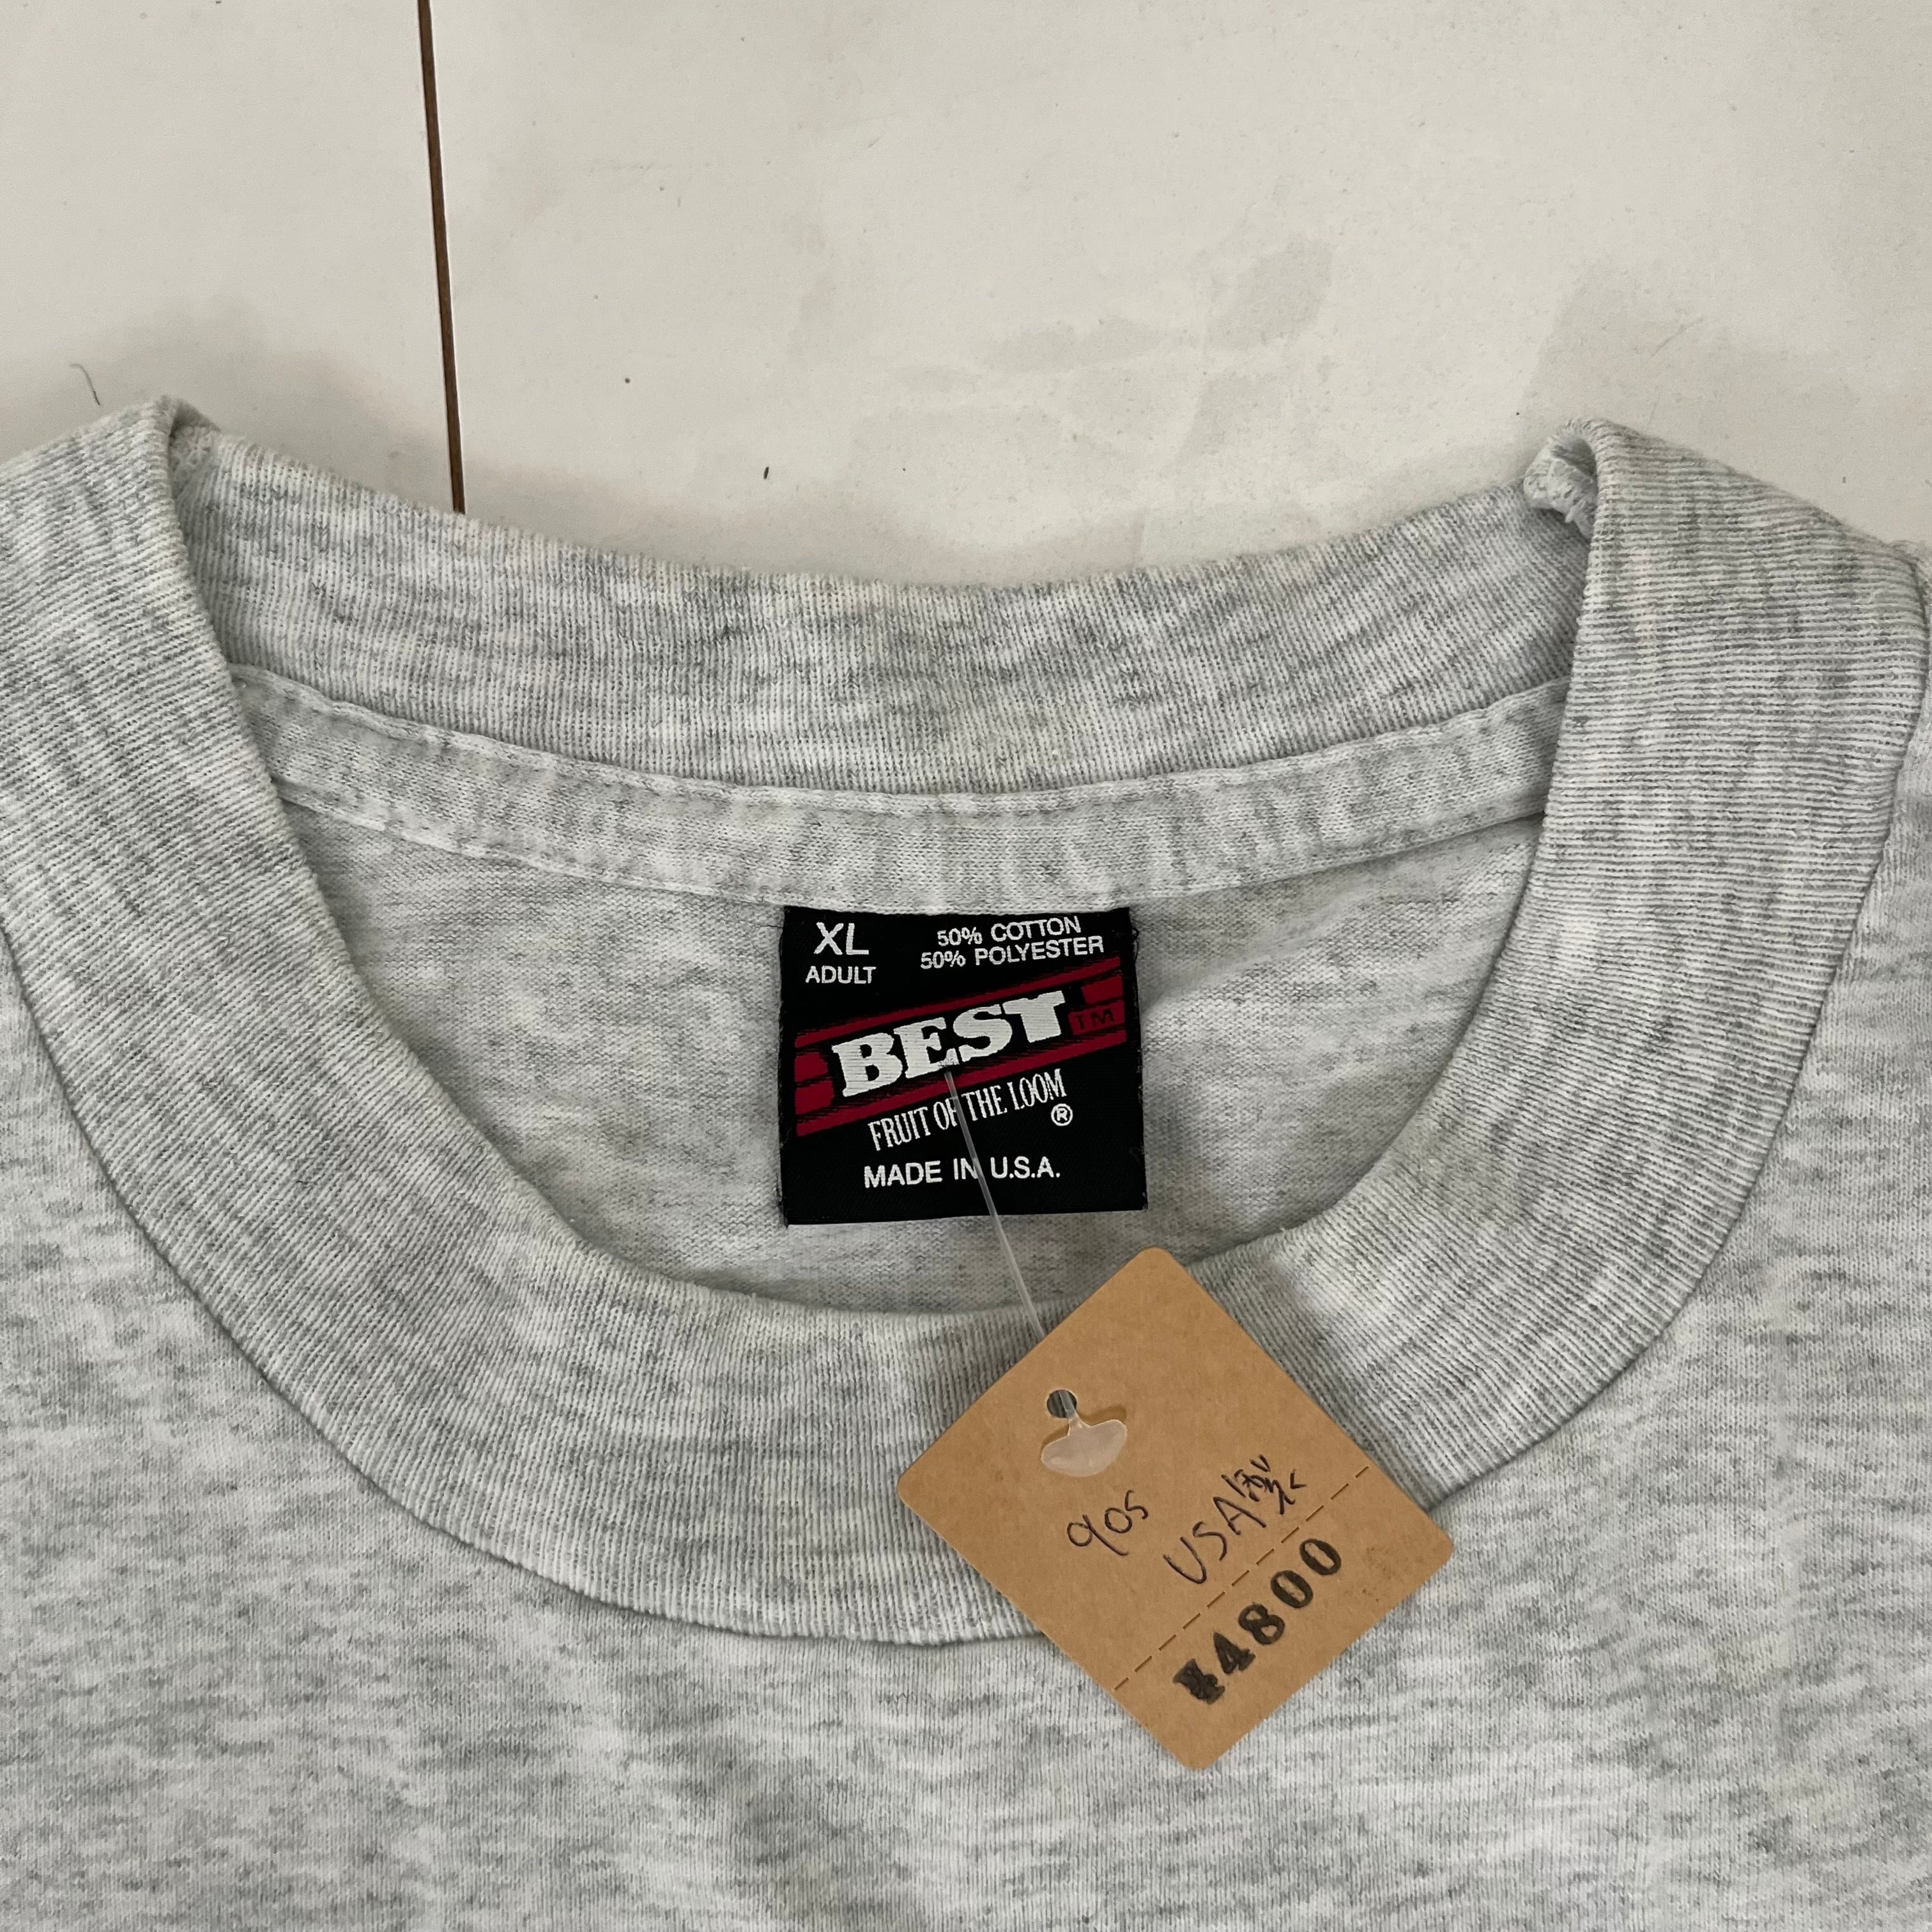 XL
ADULT
50% COTTON
50% POLYESTER
BEST TM
FRUIT OF THE LOOM
®
MADE IN U.S.A.
90s
USA製
¥4800